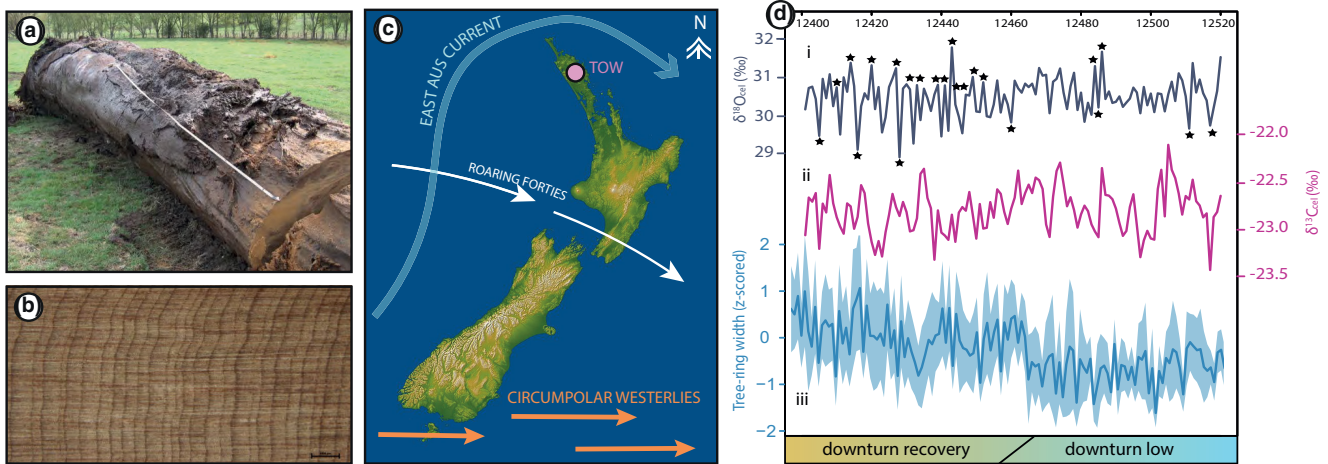 a
b
c
EAST AUS CURRENT
N
TOW
ROARING FORTIES
CIRCUMPOLAR WESTERLIES
d
12400 12420 12440 12460 12480 12500 12520
i
32
31
30
29
δ¹⁸Ocel (‰)
ii
-22.0
-22.5
-23.0
-23.5
δ¹³Ccel (‰)
iii
2
1
0
−1
−2
Tree-ring width (z-scored)
downturn recovery
downturn low